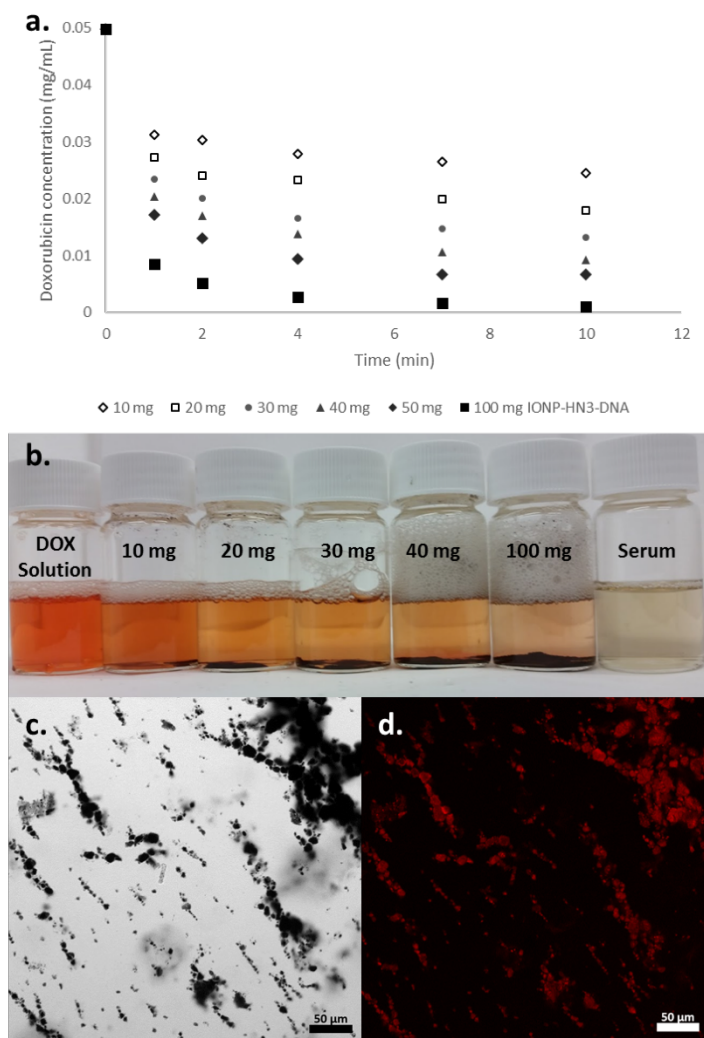 a.
0.05
0.04
0.03
0.02
0.01
0
Doxorubicin concentration (mg/mL)
0 2 4 6 8 10 12
Time (min)
10 mg 20 mg 30 mg 40 mg 50 mg 100 mg IONP-HN3-DNA
b.
DOX Solution
10 mg
20 mg
30 mg
40 mg
100 mg
Serum
c.
50 µm
d.
50 µm